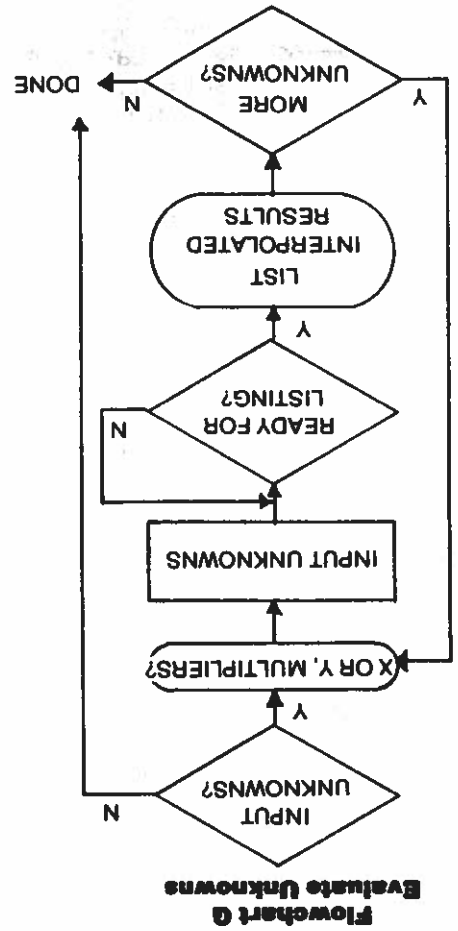 Flowchart G
Evaluate Unknowns
INPUT
UNKNOWNS?
N
Y
X OR Y, MULTIPLIERS?
INPUT UNKNOWNS
READY FOR
LISTING?
N
Y
LIST
INTERPOLATED
RESULTS
MORE
UNKNOWNS?
Y
N
DONE